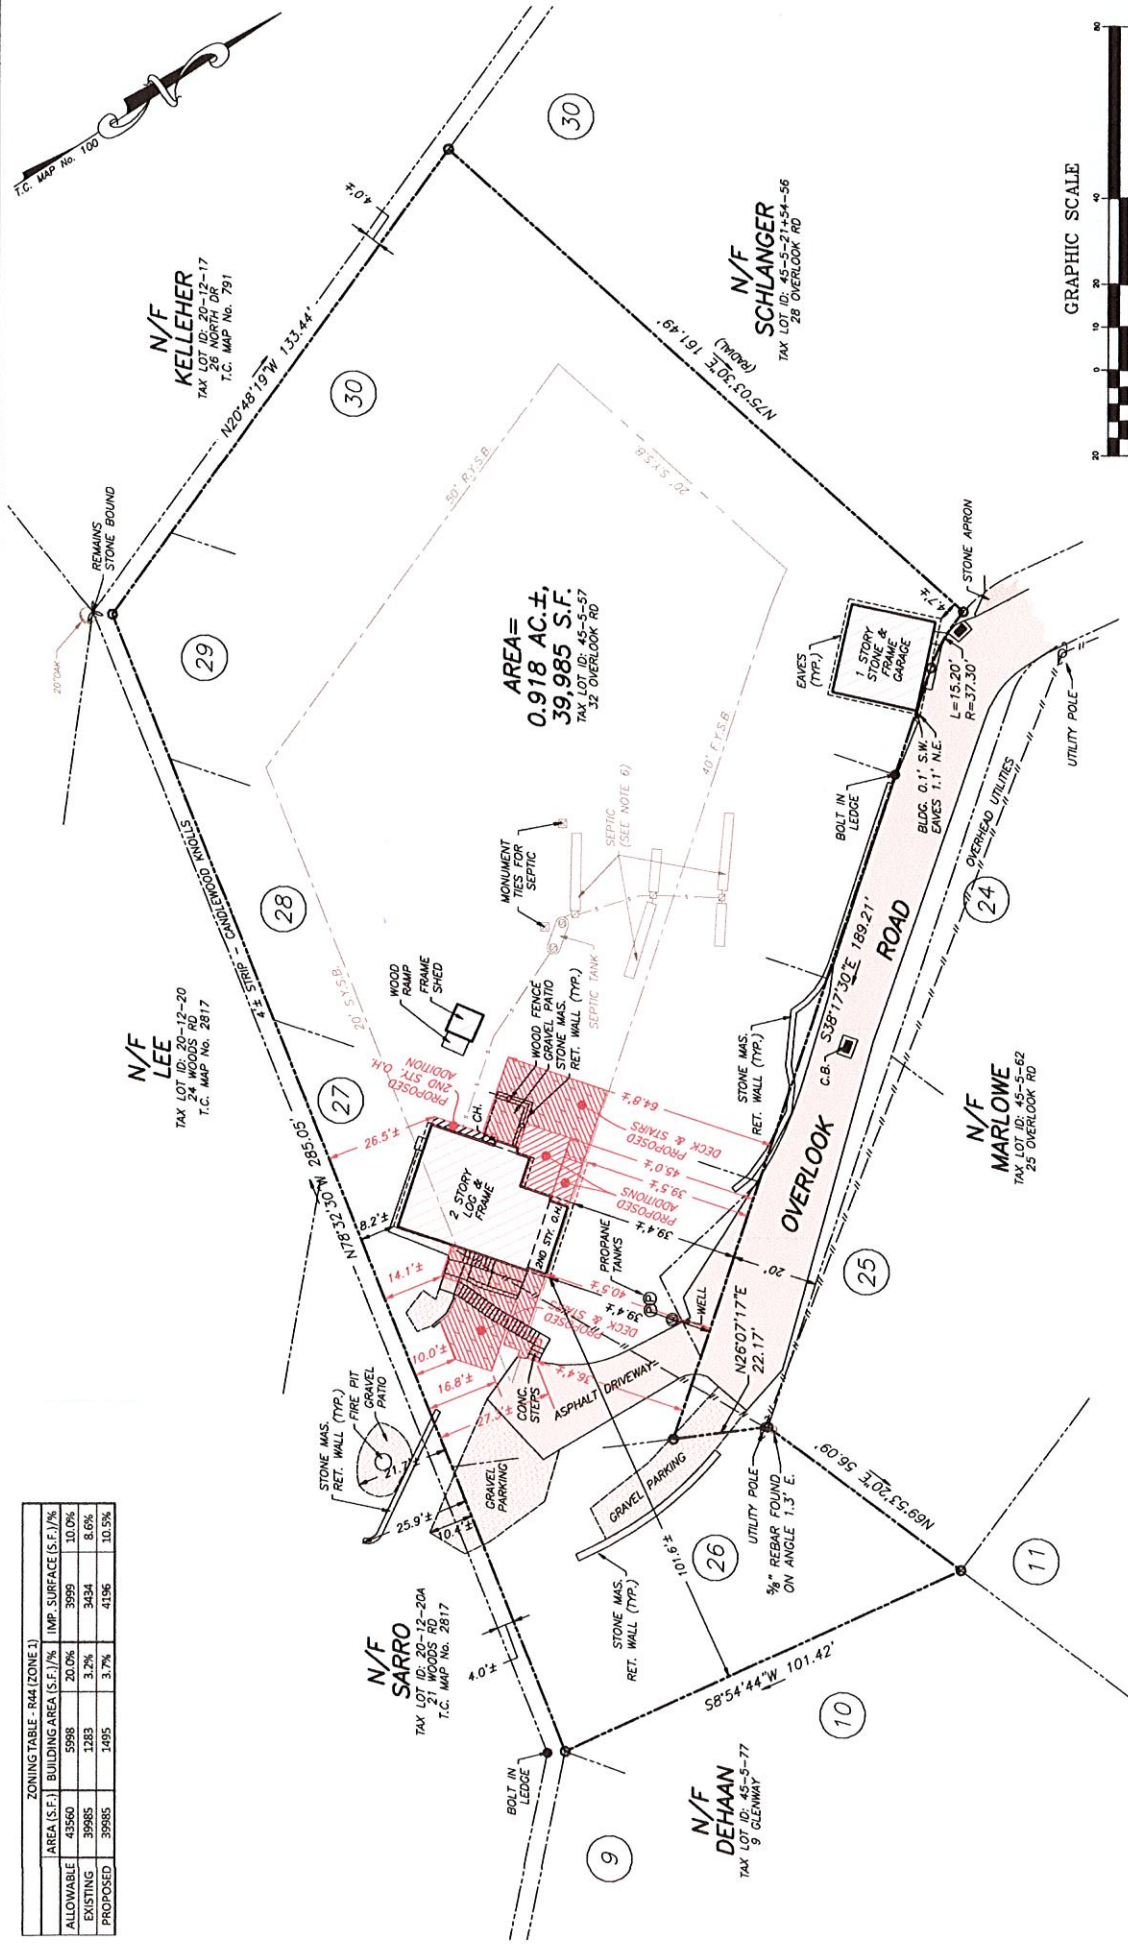 ZONING TABLE - R44 (ZONE 1)
AREA (S.F.) BUILDING AREA (S.F.)/% IMP. SURFACE (S.F.)/%
ALLOWABLE 43560 5998 20.0% 3999 10.0%
EXISTING 39985 1283 3.2% 3434 8.6%
PROPOSED 39985 1495 3.7% 4196 10.5%
T.C. MAP No. 100
N/F
KELLEHER
TAX LOT ID: 20-12-17
26 NORTH DR
T.C. MAP No. 791
N20°48'19"W 133.44'
4.0'±
30
30
REMAINS
STONE BOUND
20"OAK
29
28
27
N/F
SCHLANGER
TAX LOT ID: 45-5-21+54-56
28 OVERLOOK RD
N75°03'30"E 161.49'
(RADIAL)
GRAPHIC SCALE
20
0
10
20
40
80
50' R.Y.S.B.
20' S.Y.S.B.
40' F.Y.S.B.
20' S.Y.S.B.
AREA=
0.918 AC.±,
39,985 S.F.
TAX LOT ID: 45-5-57
32 OVERLOOK RD
N/F
LEE
TAX LOT ID: 20-12-20
24 WOODS RD
T.C. MAP No. 2817
4'± STRIP - CANDLEWOOD KNOLLS
N78°32'30"W 285.05'
EAVES
(TYP.)
1 STORY
STONE &
FRAME
GARAGE
4.7'±
STONE APRON
L=15.20'
R=37.30'
BLDG. 0.1' S.W.
EAVES 1.1' N.E.
UTILITY POLE
OVERHEAD UTILITIES
BOLT IN
LEDGE
MONUMENT
TIES FOR
SEPTIC
SEPTIC
(SEE NOTE 6)
SEPTIC TANK
WOOD
RAMP
FRAME
SHED
WOOD FENCE
GRAVEL PATIO
STONE MAS.
RET. WALL (TYP.)
PROPOSED
2ND STY. O.H.
ADDITION
CH.
2 STORY
LOG &
FRAME
2ND STY. O.H.
PROPOSED
DECK & STAIRS
PROPOSED
ADDITIONS
PROPOSED
DECK & STAIRS
64.8'±
45.0'±
39.5'±
39.4'±
40.5'±
39.4'±
36.4'±
26.5'±
8.2'±
14.1'±
10.0'±
16.8'±
25.9'±
10.4'±
STONE MAS.
RET. WALL (TYP.)
S38°17'30"E 189.21'
C.B.
OVERLOOK ROAD
24
25
20'
N/F
MARLOWE
TAX LOT ID: 45-5-62
25 OVERLOOK RD
PROPANE
TANKS
P
P
WELL
N26°07'17"E
22.17'
CONC.
STEPS
ASPHALT DRIVEWAY
STONE MAS.
RET. WALL (TYP.)
FIRE PIT
GRAVEL
PATIO
GRAVEL
PARKING
GRAVEL PARKING
UTILITY POLE
5/8" REBAR FOUND
ON ANGLE 1.3' E.
N69°53'20"E 56.09'
26
101.6'±
STONE MAS.
RET. WALL (TYP.)
N/F
SARRO
TAX LOT ID: 20-12-20A
21 WOODS RD
T.C. MAP No. 2817
4.0'±
BOLT IN
LEDGE
S8°54'44"W 101.42'
11
10
9
N/F
DEHAAN
TAX LOT ID: 45-5-77
9 GLENWAY